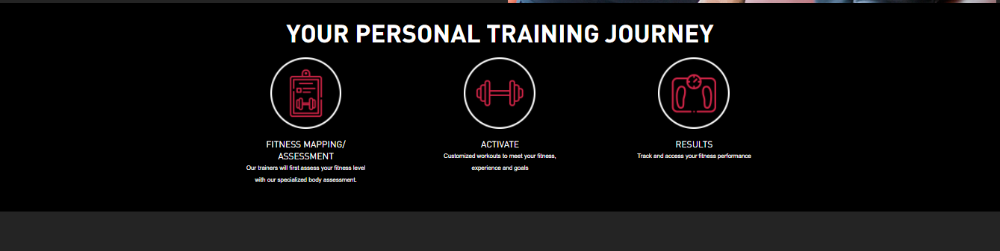 YOUR PERSONAL TRAINING JOURNEY
FITNESS MAPPING/
ASSESSMENT
Our trainers will first assess your fitness level
with our specialized body assessment.
ACTIVATE
Customized workouts to meet your fitness,
experience and goals
RESULTS
Track and access your fitness performance